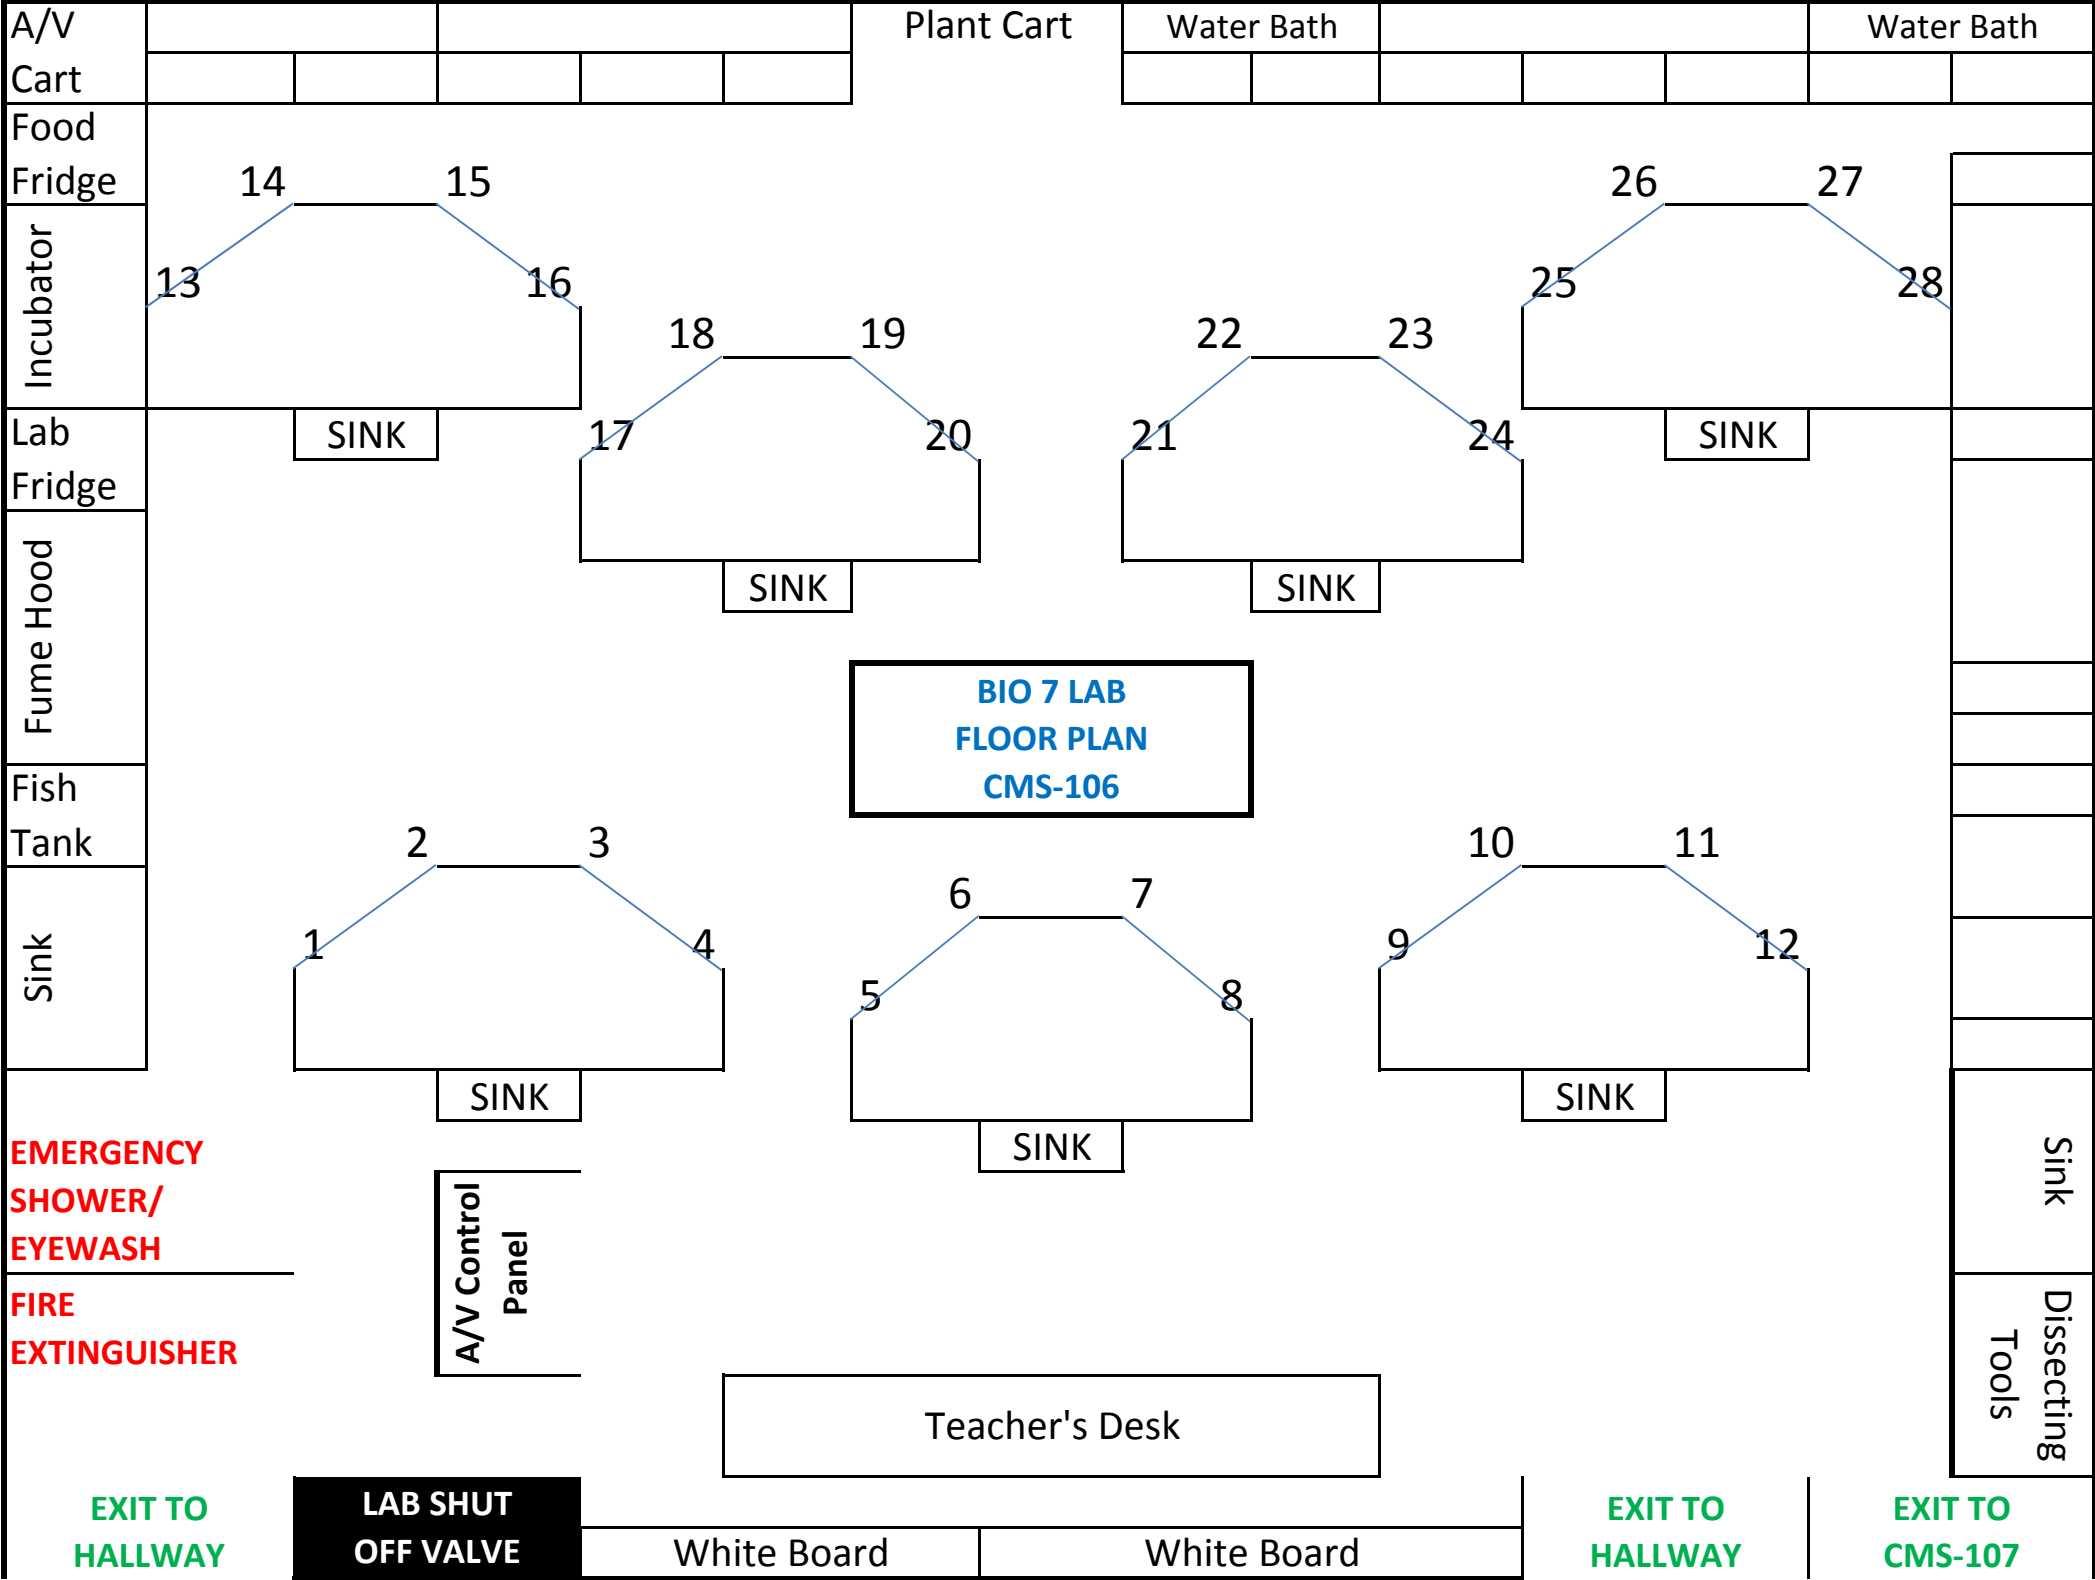 A/V
Cart
Plant Cart
Water Bath
Water Bath
Food
Fridge
14
15
26
27
Incubator
13
16
25
28
18
19
22
23
Lab
Fridge
SINK
17
20
21
24
SINK
Fume Hood
SINK
SINK
BIO 7 LAB
FLOOR PLAN
CMS-106
Fish
Tank
2
3
10
11
6
7
Sink
1
4
9
12
5
8
SINK
SINK
SINK
EMERGENCY
SHOWER/
EYEWASH
Sink
A/V Control
Panel
FIRE
EXTINGUISHER
Dissecting
Tools
Teacher's Desk
EXIT TO
HALLWAY
LAB SHUT
OFF VALVE
White Board
White Board
EXIT TO
HALLWAY
EXIT TO
CMS-107